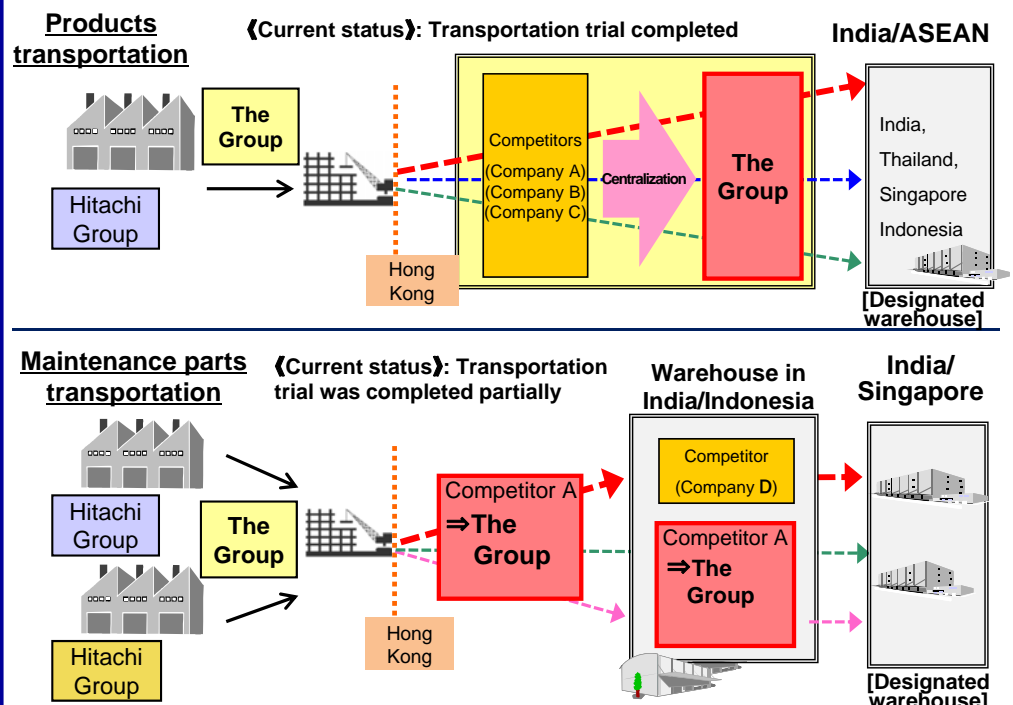 Products
transportation
《Current status》: Transportation trial completed
India/ASEAN
The
Group
Hitachi
Group
Competitors
(Company A)
(Company B)
(Company C)
Centralization
The
Group
India,
Thailand,
Singapore
Indonesia
Hong
Kong
[Designated
warehouse]
Maintenance parts
transportation
《Current status》: Transportation
trial was completed partially
Warehouse in
India/Indonesia
India/
Singapore
Hitachi
Group
The
Group
Hitachi
Group
Competitor A
⇒The
Group
Competitor
(Company D)
Competitor A
⇒The
Group
Hong
Kong
[Designated
warehouse]